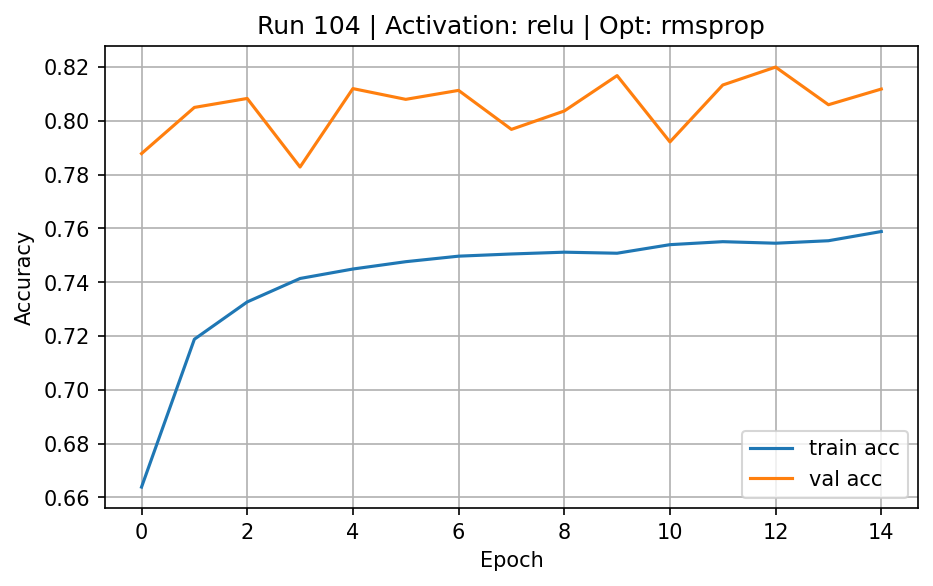 Run 104 | Activation: relu | Opt: rmsprop
Accuracy
0.82
0.80
0.78
0.76
0.74
0.72
0.70
0.68
0.66
train acc
val acc
0 2 4 6 8 10 12 14
Epoch